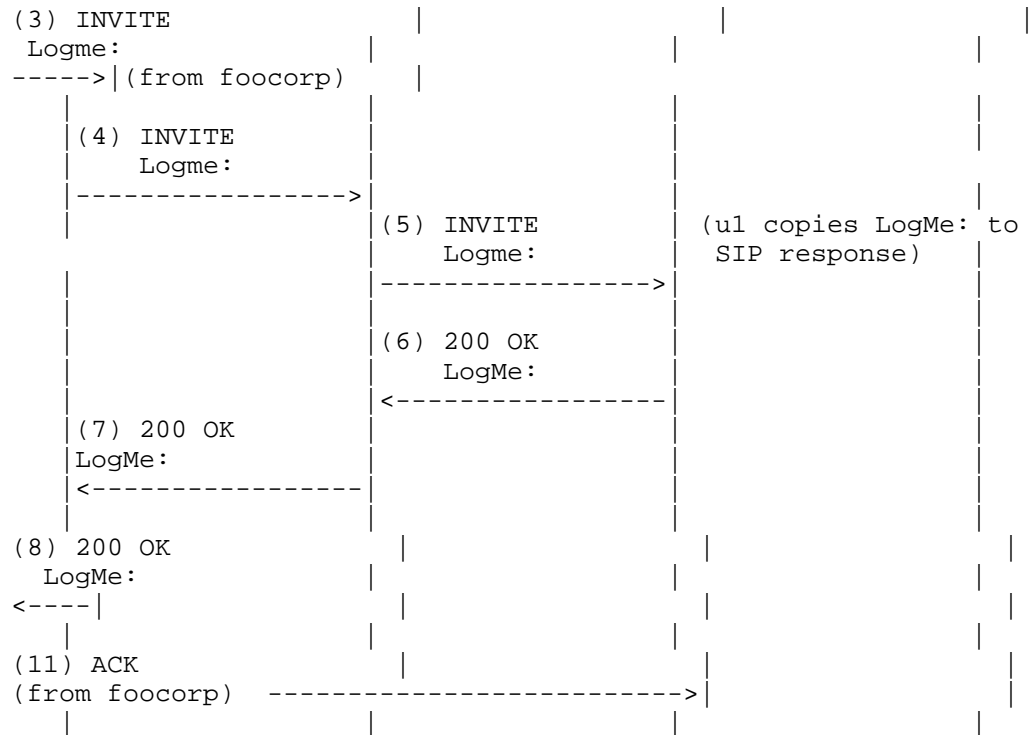 (3) INVITE | | |
Logme: | | |
----->|(from foocorp) |
| | | |
|(4) INVITE | | |
| Logme: | | |
|----------------->| | |
| |(5) INVITE | (u1 copies LogMe: to
| Logme: | SIP response) |
| |----------------->| |
| | | |
| |(6) 200 OK | |
| | LogMe: | |
| |<-----------------| |
|(7) 200 OK | | |
|LogMe: | | |
|<-----------------| | |
| | | |
(8) 200 OK | | |
LogMe: | | |
<----| | | |
| | | |
(11) ACK | | |
(from foocorp) -------------------------->| |
| | |